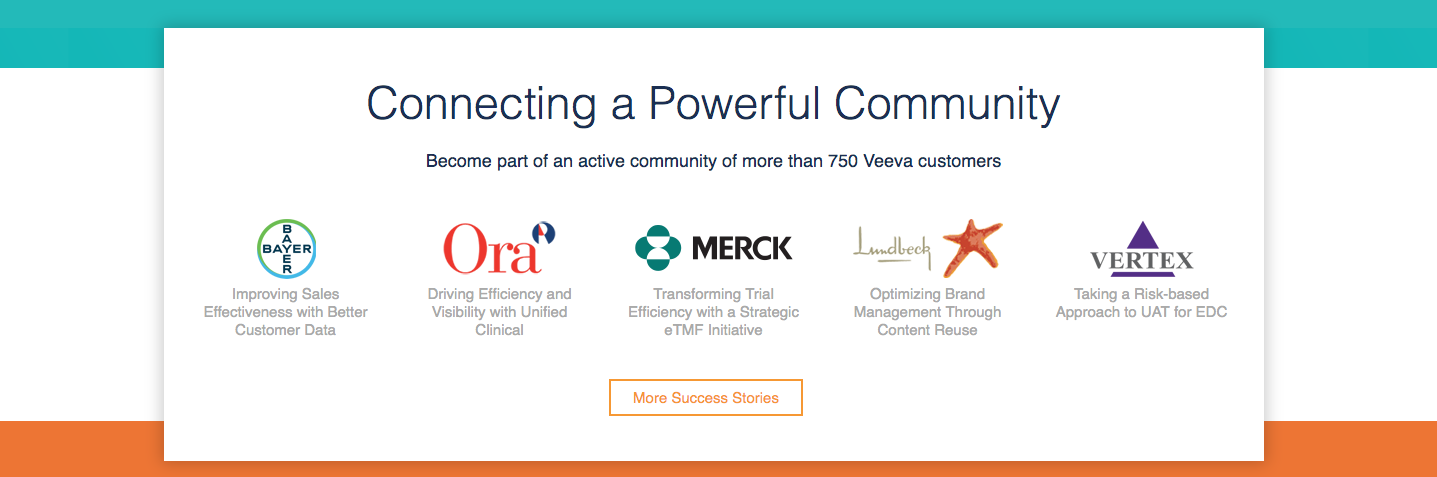 Connecting a Powerful Community
Become part of an active community of more than 750 Veeva customers
BAYER
BAYER
Ora
MERCK
Lundbeck
VERTEX
Improving Sales
Effectiveness with Better
Customer Data
Driving Efficiency and
Visibility with Unified
Clinical
Transforming Trial
Efficiency with a Strategic
eTMF Initiative
Optimizing Brand
Management Through
Content Reuse
Taking a Risk-based
Approach to UAT for EDC
More Success Stories